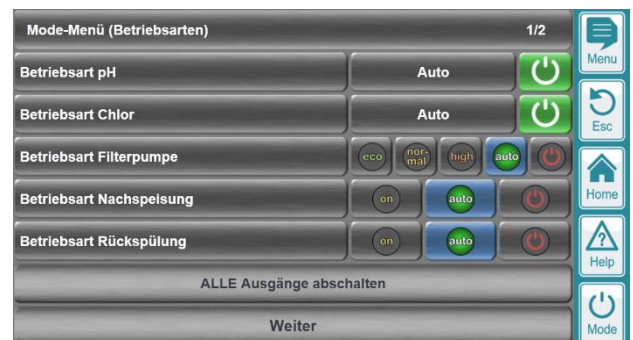 Mode-Menü (Betriebsarten) 1/2
Menu
Betriebsart pH Auto
Betriebsart Chlor Auto
Esc
Betriebsart Filterpumpe eco nor-mal high auto
Betriebsart Nachspeisung on auto
Home
Betriebsart Rückspülung on auto
Help
ALLE Ausgänge abschalten
Weiter
Mode